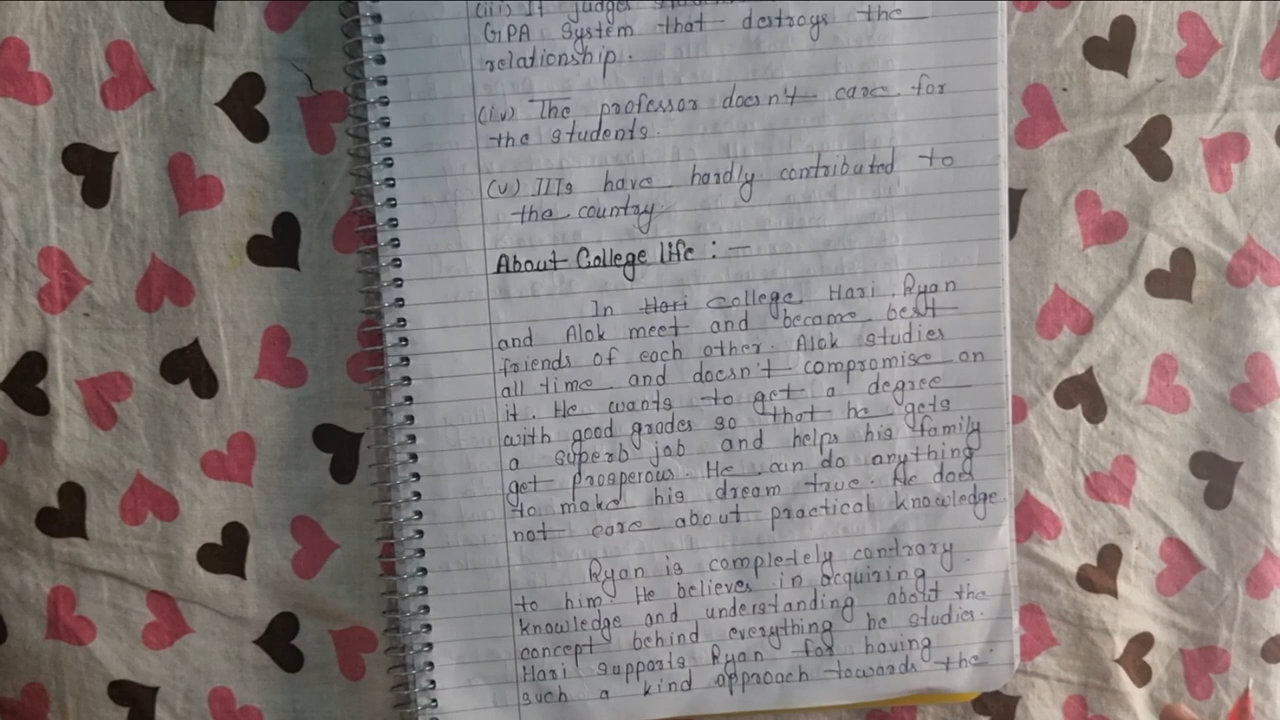 (iii) It judges
GPA System that destroys the
relationship.
(iv) The professor doesn't care for
the students.
(v) IITs have hardly contributed to
the country.
About College life : -
In Hari College Hari Ryan
and Alok meet and became best
friends of each other. Alok studies
all time and doesn't compromise on
it. He wants to get a degree
with good grades so that he gets
a superb job and helps his family
get prosperous. He can do anything
to make his dream true. He does
not care about practical knowledge.
Ryan is completely contrary
to him. He believes in acquiring
knowledge and understanding about the
concept behind everything he studies.
Hari supports Ryan for having
such a kind approach towards the